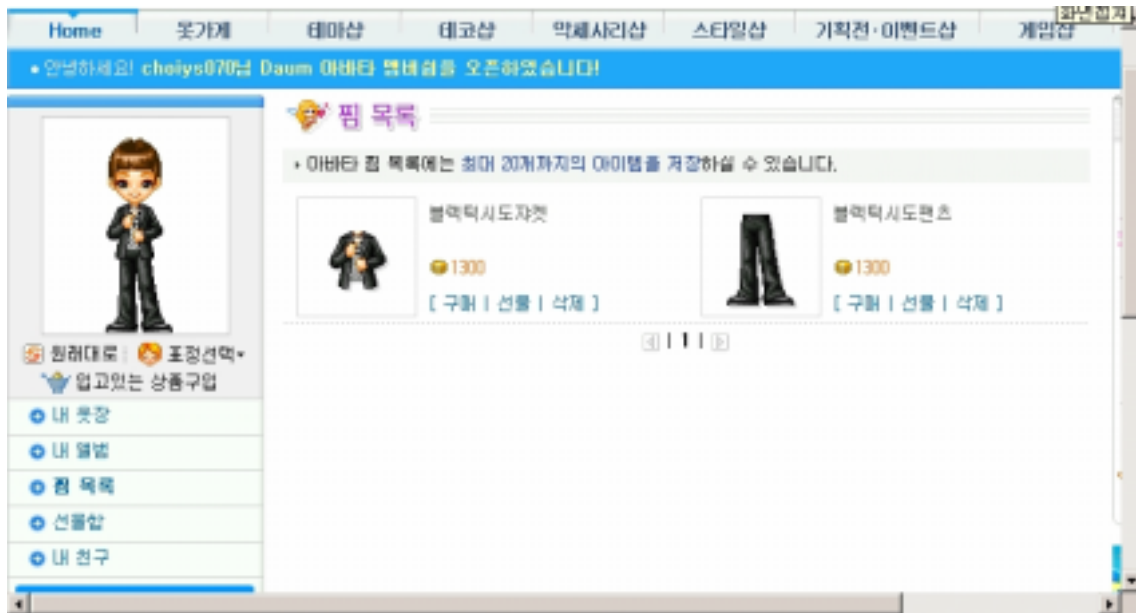 화면접개
Home 옷가게 테마샵 데코샵 악세사리샵 스타일샵 기획전·이벤트샵 게임샵
안녕하세요! choiys070님 Daum 아바타 멤버쉽을 오픈하였습니다!
찜 목록
아바타 찜 목록에는 최대 20개까지의 아이템을 저장하실 수 있습니다.
블랙턱시도쟈켓
1300
[ 구매 | 선물 | 삭제 ]
블랙턱시도팬츠
1300
[ 구매 | 선물 | 삭제 ]
| 1 |
원래대로 | 표정선택
입고있는 상품구입
내 옷장
내 앨범
찜 목록
선물함
내 친구